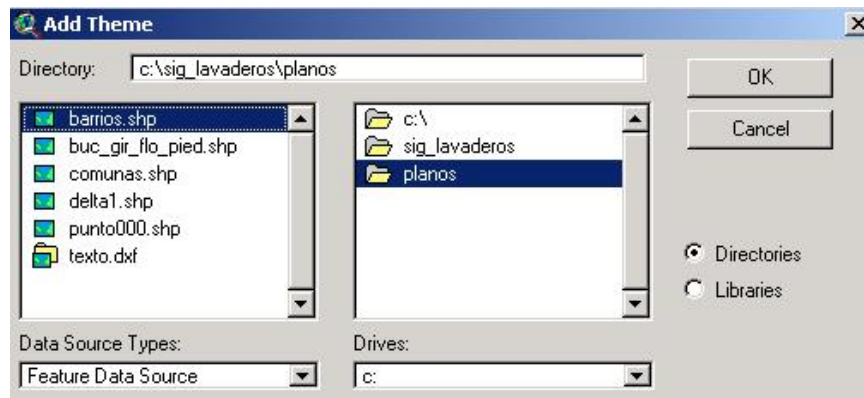 Add Theme
Directory: c:\sig_lavaderos\planos
OK
Cancel
barrios.shp
buc_gir_flo_pied.shp
comunas.shp
delta1.shp
punto000.shp
texto.dxf
c:\
sig_lavaderos
planos
Directories
Libraries
Data Source Types:
Feature Data Source
Drives:
c: